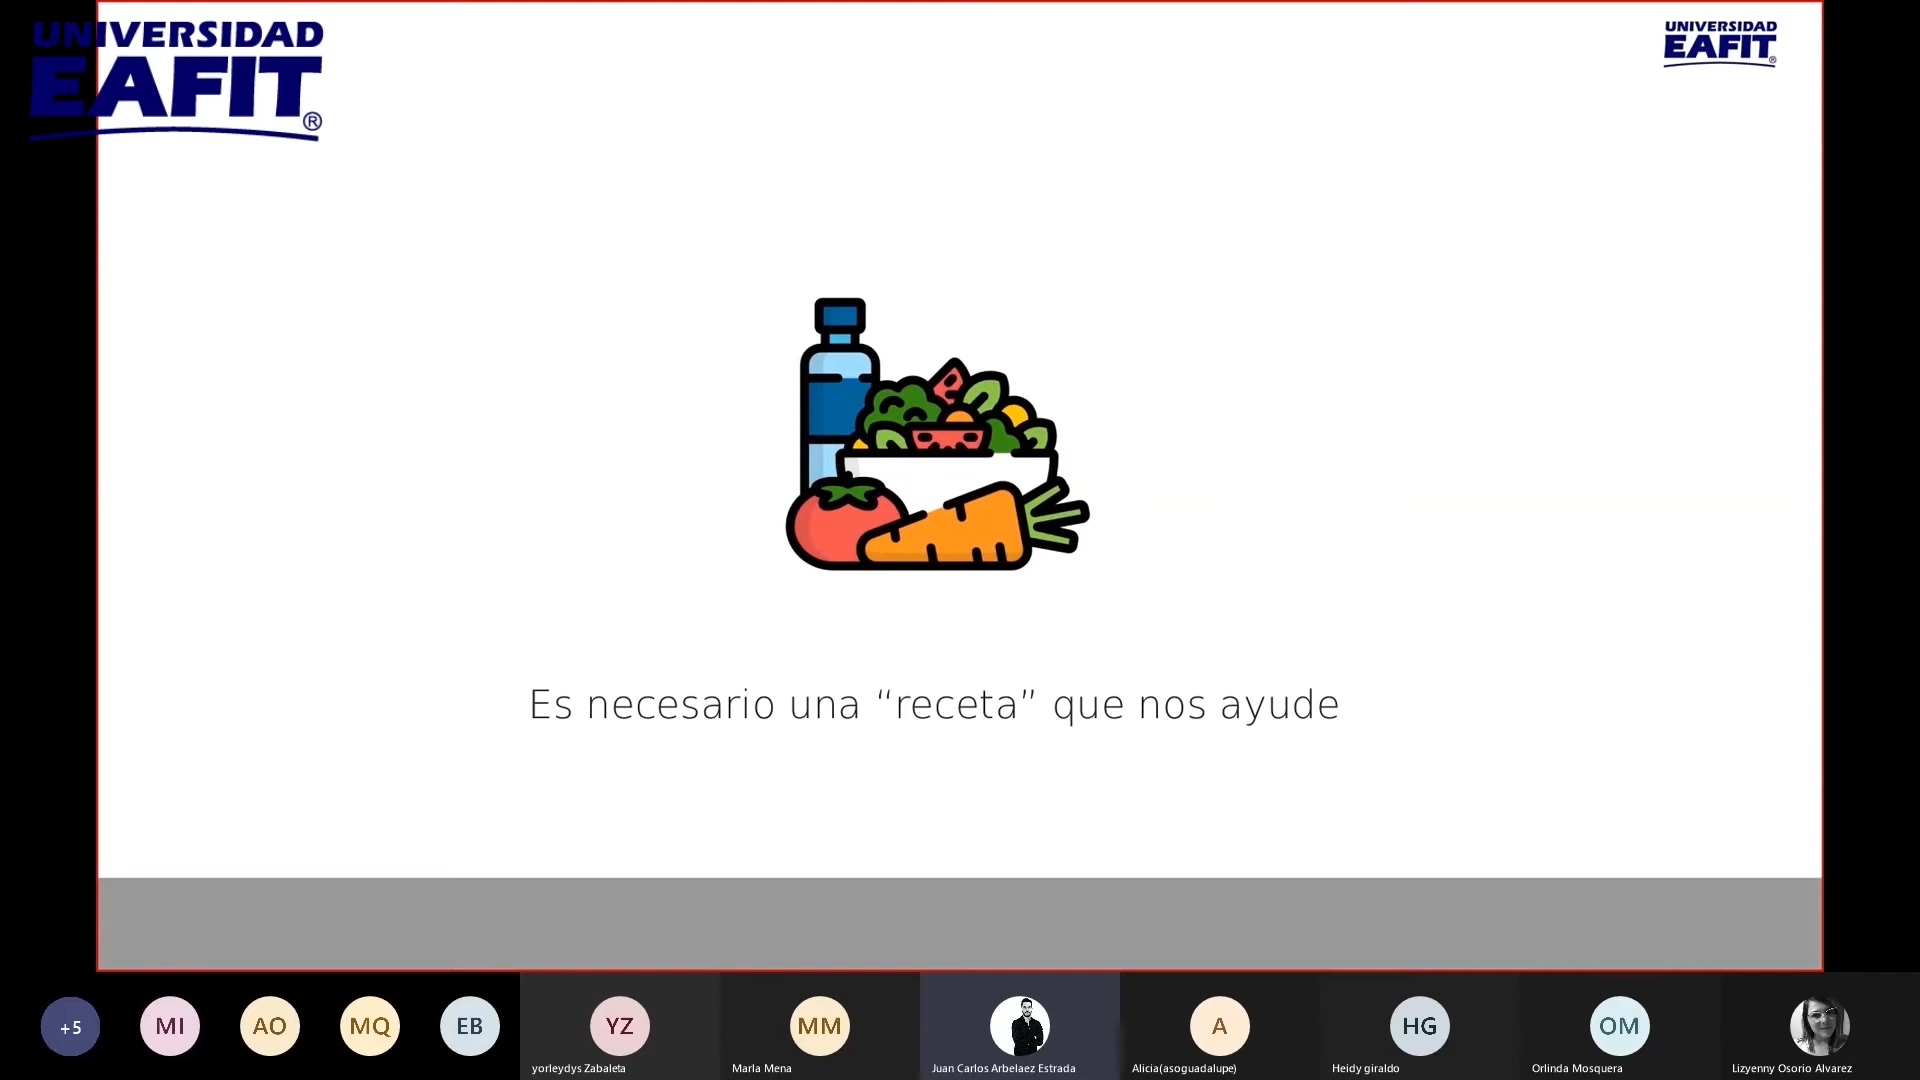 UNIVERSIDAD
EAFIT®
UNIVERSIDAD
EAFIT®
Es necesario una “receta” que nos ayude
+5
MI
AO
MQ
EB
YZ
MM
A
HG
OM
yorleydys Zabaleta
Marla Mena
Juan Carlos Arbelaez Estrada
Alicia(asoguadalupe)
Heidy giraldo
Orlinda Mosquera
Lizyenny Osorio Alvarez